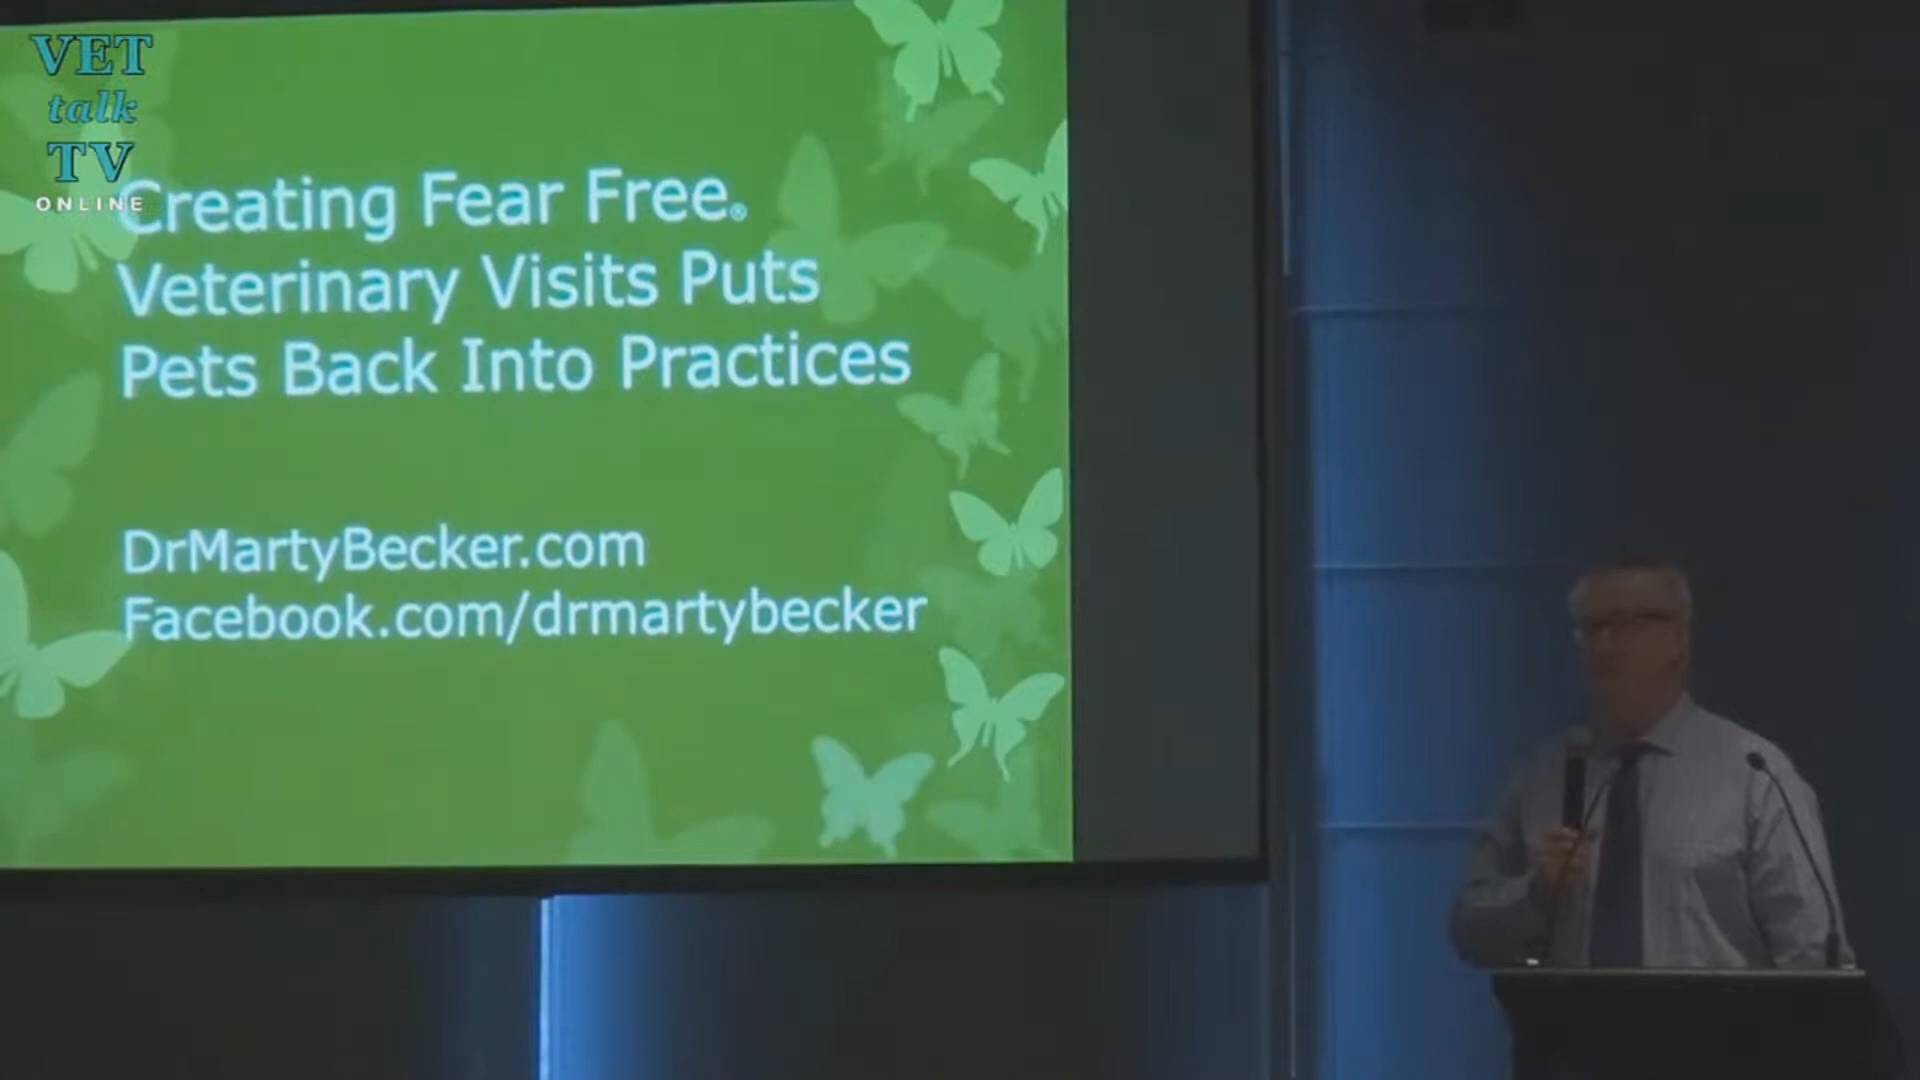 VET
talk
TV
ONLINE
Creating Fear Free®
Veterinary Visits Puts
Pets Back Into Practices
DrMartyBecker.com
Facebook.com/drmartybecker